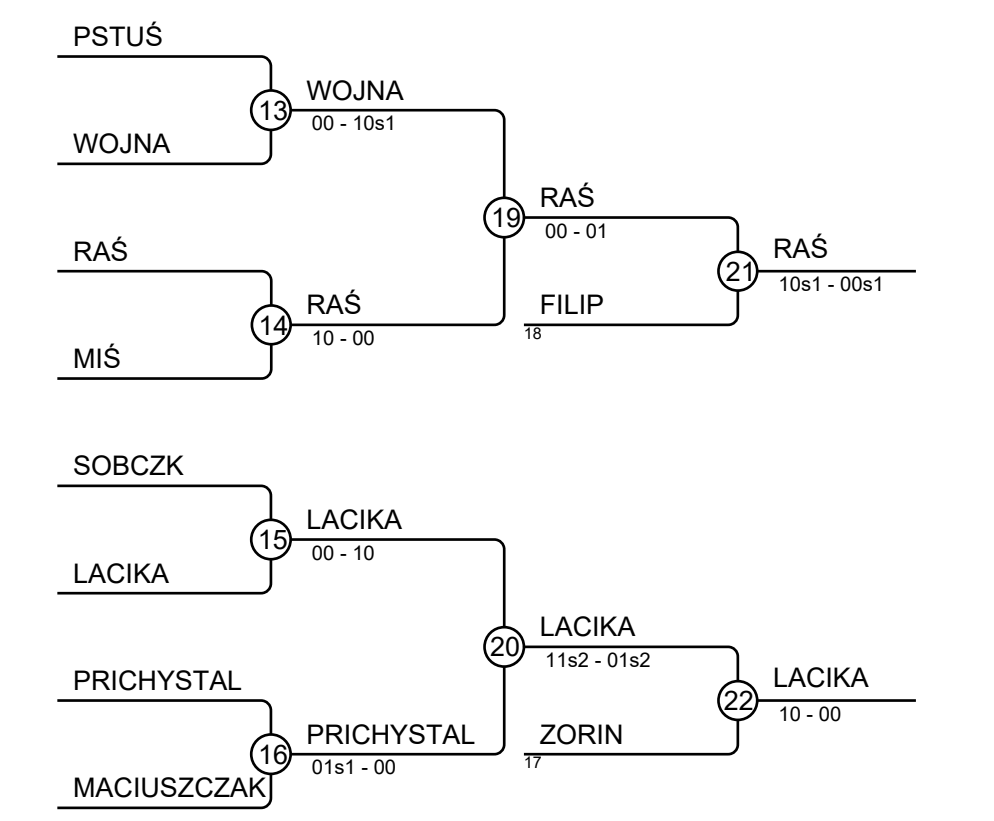 PSTUŚ
13
WOJNA
00 - 10s1
WOJNA
19
RAŚ
00 - 01
RAŚ
14
RAŚ
10 - 00
MIŚ
21
RAŚ
10s1 - 00s1
FILIP
18
SOBCZK
15
LACIKA
00 - 10
LACIKA
20
LACIKA
11s2 - 01s2
PRICHYSTAL
16
PRICHYSTAL
01s1 - 00
MACIUSZCZAK
22
LACIKA
10 - 00
ZORIN
17